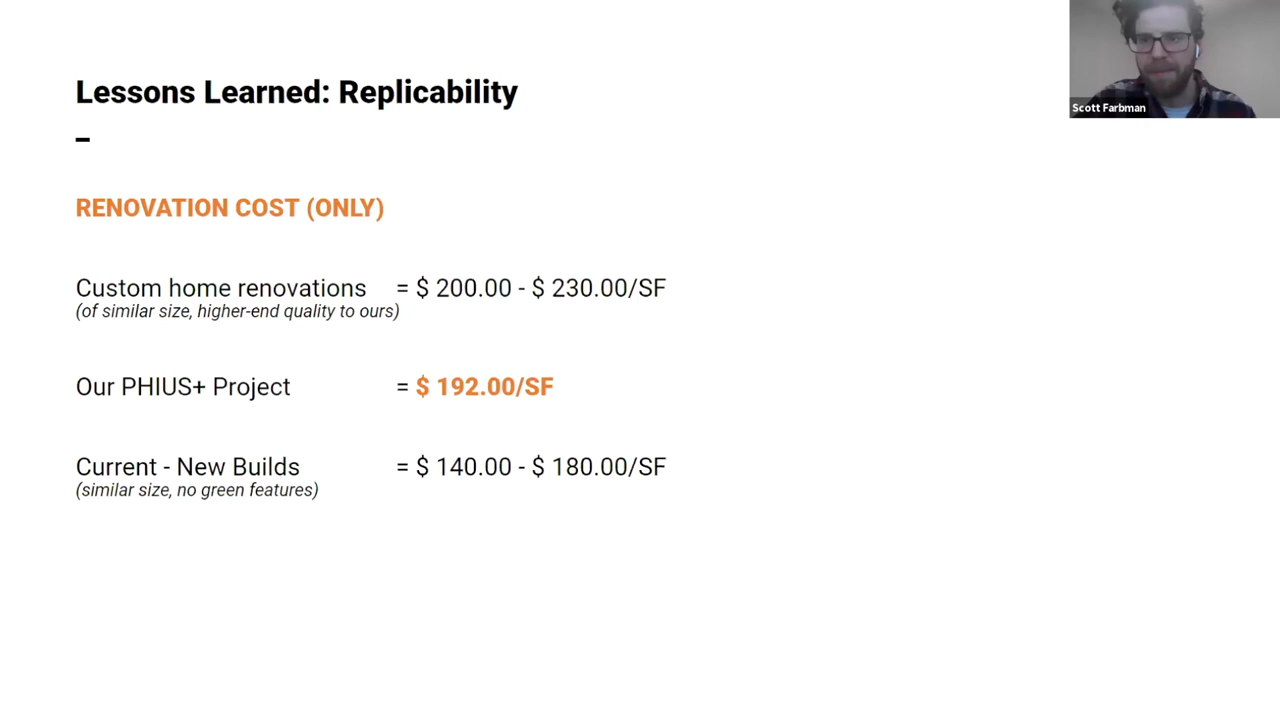 Lessons Learned: Replicability
–
RENOVATION COST (ONLY)
Custom home renovations = $ 200.00 - $ 230.00/SF
(of similar size, higher-end quality to ours)
Our PHIUS+ Project = $ 192.00/SF
Current - New Builds = $ 140.00 - $ 180.00/SF
(similar size, no green features)
Scott Farbman